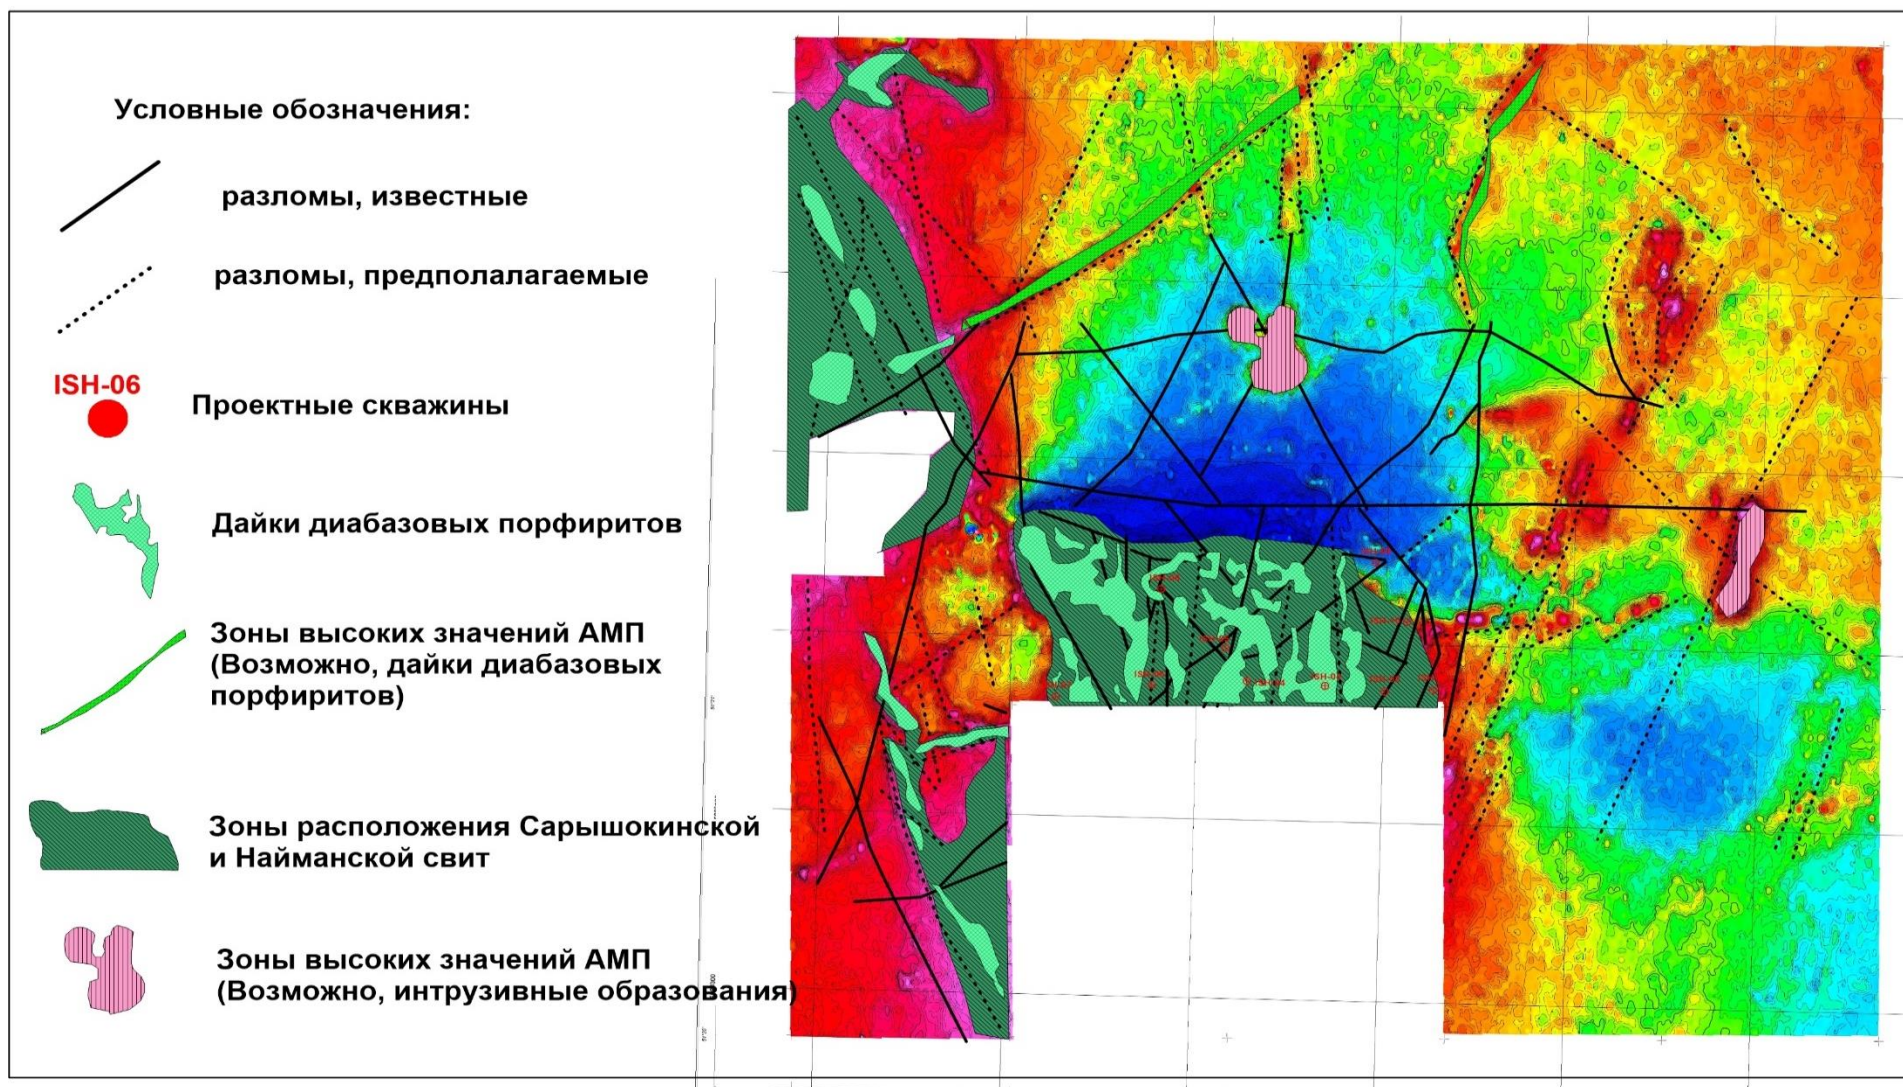 Условные обозначения:
разломы, известные
разломы, предполалагаемые
ISH-06
Проектные скважины
Дайки диабазовых порфиритов
Зоны высоких значений АМП
(Возможно, дайки диабазовых
порфиритов)
Зоны расположения Сарышокинской
и Найманской свит
Зоны высоких значений АМП
(Возможно, интрузивные образования)